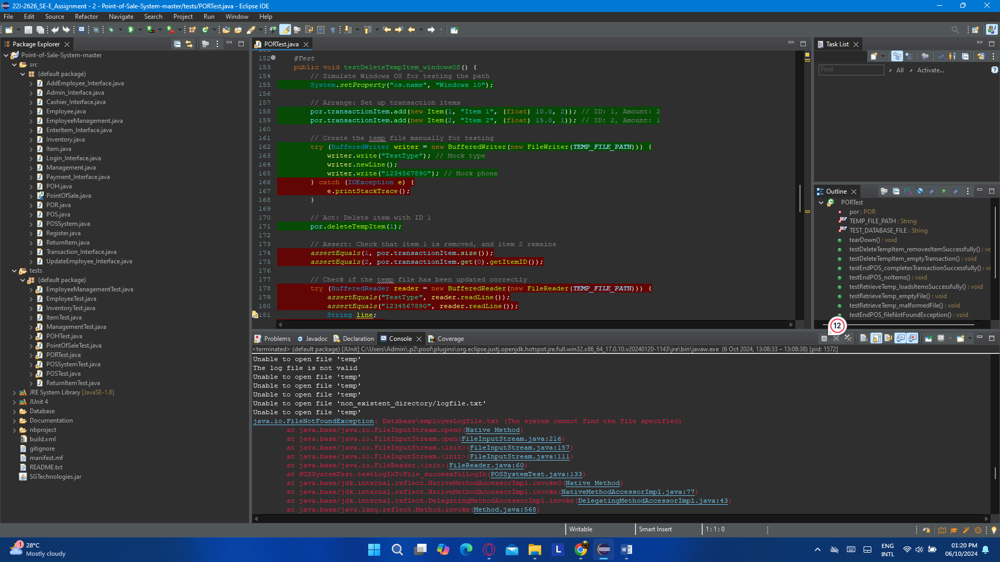 22I-2626_SE-E_Assignment - 2 - Point-of-Sale-System-master/tests/PORTest.java - Eclipse IDE
File Edit Source Refactor Navigate Search Project Run Window Help
Package Explorer
Point-of-Sale-System-master
src
(default package)
AddEmployee_Interface.java
Admin_Interface.java
Cashier_Interface.java
Employee.java
EmployeeManagement.java
EnterItem_Interface.java
Inventory.java
Item.java
Login_Interface.java
Management.java
Payment_Interface.java
POH.java
PointOfSale.java
POR.java
POS.java
POSSystem.java
Register.java
ReturnItem.java
Transaction_Interface.java
UpdateEmployee_Interface.java
tests
(default package)
EmployeeManagementTest.java
EmployeeTest.java
InventoryTest.java
ItemTest.java
ManagementTest.java
POHTest.java
PointOfSaleTest.java
PORTest.java
POSSystemTest.java
POSTest.java
ReturnItemTest.java
JRE System Library [JavaSE-1.8]
JUnit 4
Database
Documentation
nbproject
build.xml
gitignore
manifest.mf
README.txt
SGTechnologies.jar
PORTest.java
152 @Test
153 public void testDeleteTempItem_windowsOS() {
154 // Simulate Windows OS for testing the path
155 System.setProperty("os.name", "Windows 10");
156
157 // Arrange: Set up transaction items
158 por.transactionItem.add(new Item(1, "Item 1", (float) 10.0, 2)); // ID: 1, Amount: 2
159 por.transactionItem.add(new Item(2, "Item 2", (float) 15.0, 1)); // ID: 2, Amount: 1
160
161 // Create the temp file manually for testing
162 try (BufferedWriter writer = new BufferedWriter(new FileWriter(TEMP_FILE_PATH))) {
163 writer.write("TestType"); // Mock type
164 writer.newLine();
165 writer.write("1234567890"); // Mock phone
166 } catch (IOException e) {
167 e.printStackTrace();
168 }
169
170 // Act: Delete item with ID 1
171 por.deleteTempItem(1);
172
173 // Assert: Check that item 1 is removed, and item 2 remains
174 assertEquals(1, por.transactionItem.size());
175 assertEquals(2, por.transactionItem.get(0).getItemID());
176
177 // Check if the temp file has been updated correctly
178 try (BufferedReader reader = new BufferedReader(new FileReader(TEMP_FILE_PATH))) {
179 assertEquals("TestType", reader.readLine());
180 assertEquals("1234567890", reader.readLine());
181 String line;
Task List
Find All Activate...
Outline
PORTest
por : POR
TEMP_FILE_PATH : String
TEST_DATABASE_FILE : String
tearDown() : void
testDeleteTempItem_removesItemSuccessfully() : vo
testDeleteTempItem_emptyTransaction() : void
testEndPOS_completesTransactionSuccessfully() : vo
testEndPOS_noItems() : void
testRetrieveTemp_loadsItemsSuccessfully() : void
testRetrieveTemp_emptyFile() : void
testRetrieveTemp_malformedFile() : void
testEndPOS_fileNotFoundException() : void
12
Problems Javadoc Declaration Console Coverage
<terminated> (default package) [JUnit] C:\Users\Admin\.p2\pool\plugins\org.eclipse.justj.openjdk.hotspot.jre.full.win32.x86_64_17.0.10.v20240120-1143\jre\bin\javaw.exe (6 Oct 2024, 13:08:33 – 13:08:38) [pid: 1572]
Unable to open file 'temp'
The log file is not valid
Unable to open file 'temp'
Unable to open file 'temp'
Unable to open file 'temp'
Unable to open file 'non_existent_directory/logfile.txt'
Unable to open file 'temp'
java.io.FileNotFoundException: Database\employeeLogfile.txt (The system cannot find the file specified)
at java.base/java.io.FileInputStream.open0(Native Method)
at java.base/java.io.FileInputStream.open(FileInputStream.java:216)
at java.base/java.io.FileInputStream.<init>(FileInputStream.java:157)
at java.base/java.io.FileInputStream.<init>(FileInputStream.java:111)
at java.base/java.io.FileReader.<init>(FileReader.java:60)
at POSSystemTest.testLogInToFile_successfulLogIn(POSSystemTest.java:133)
at java.base/jdk.internal.reflect.NativeMethodAccessorImpl.invoke0(Native Method)
at java.base/jdk.internal.reflect.NativeMethodAccessorImpl.invoke(NativeMethodAccessorImpl.java:77)
at java.base/jdk.internal.reflect.DelegatingMethodAccessorImpl.invoke(DelegatingMethodAccessorImpl.java:43)
at java.base/java.lang.reflect.Method.invoke(Method.java:568)
Writable Smart Insert 1 : 1 : 0
1
28°C
Mostly cloudy
ENG
INTL
01:20 PM
06/10/2024